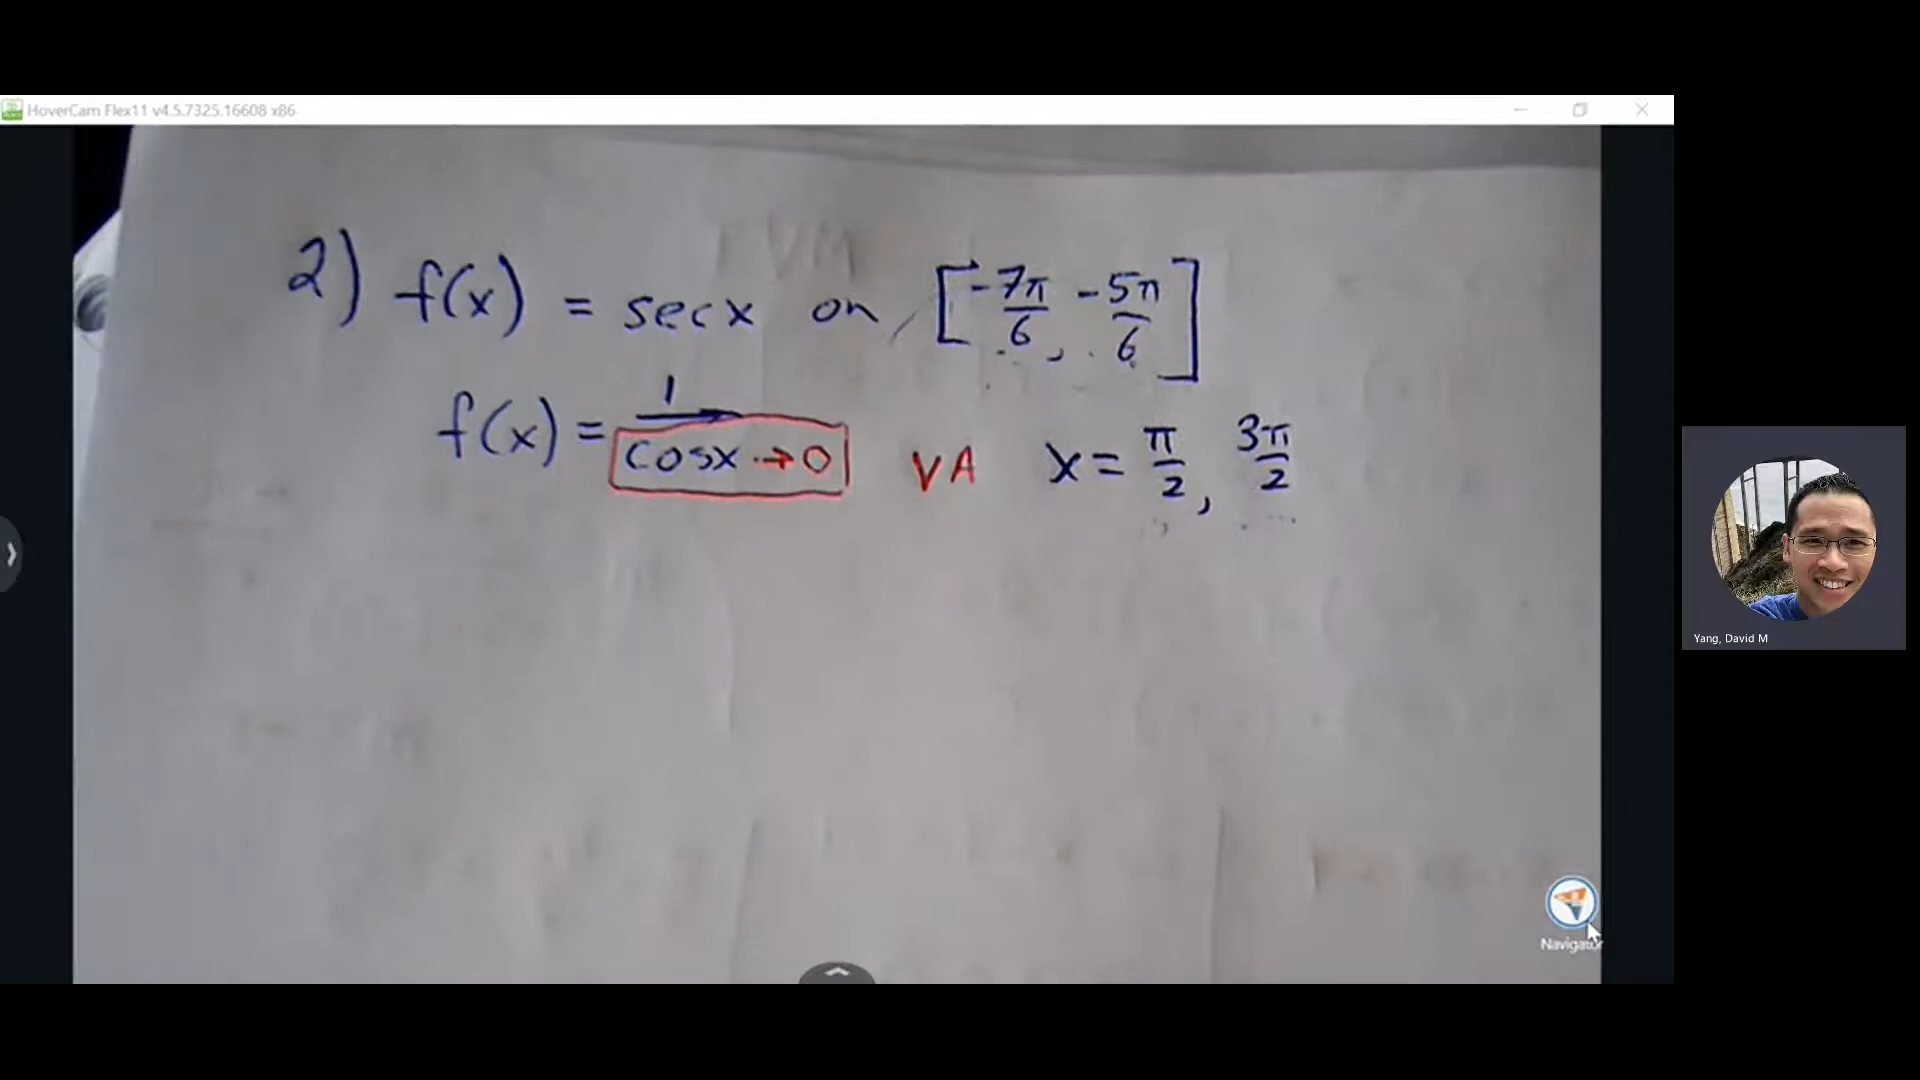 HoverCam Flex11 v4.5.7325.16608 x86
2) f(x) = sec x on [-7π/6, -5π/6]
f(x) = 1/cosx → 0 VA x = π/2, 3π/2
Yang, David M
Navigator